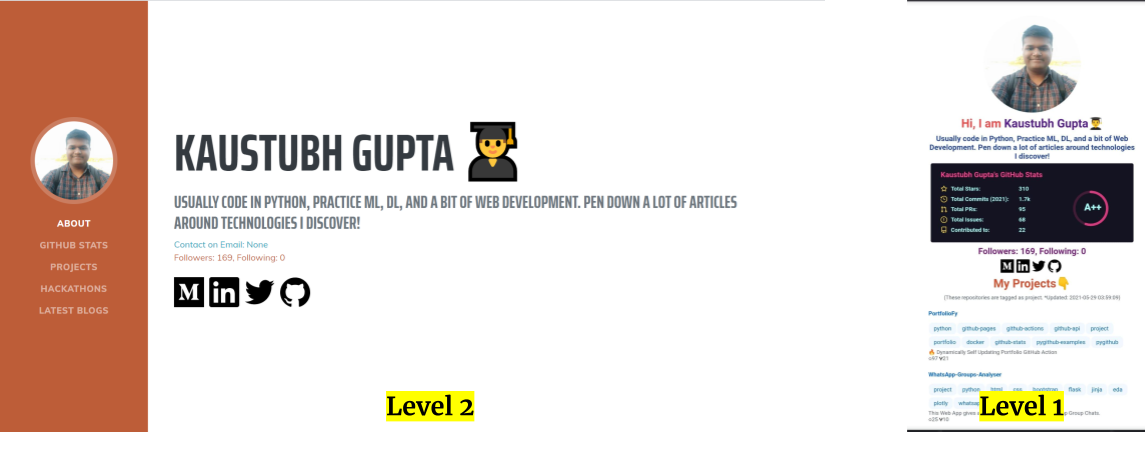 ABOUT
GITHUB STATS
PROJECTS
HACKATHONS
LATEST BLOGS
KAUSTUBH GUPTA
USUALLY CODE IN PYTHON, PRACTICE ML, DL, AND A BIT OF WEB DEVELOPMENT. PEN DOWN A LOT OF ARTICLES
AROUND TECHNOLOGIES I DISCOVER!
Contact on Email: None
Followers: 169, Following: 0
M in
Level 2
Hi, I am Kaustubh Gupta
Usually code in Python, Practice ML, DL, and a bit of Web
Development. Pen down a lot of articles around technologies
I discover!
Kaustubh Gupta's GitHub Stats
Total Stars: 310
Total Commits (2021): 1.7k
Total PRs: 95
Total Issues: 68
Contributed to: 22
A++
Followers: 169, Following: 0
M in
My Projects
[These repositories are tagged as project. *Updated: 2021-05-29 03:59:09]
PortfolioFy
python github-pages github-actions github-api project
portfolio docker github-stats pygithub-examples pygithub
Dynamically Self Updating Portfolio GitHub Action
97 21
WhatsApp-Groups-Analyser
project python html css bootstrap flask jinja eda
plotly
This Web App gives Group Chats.
25 10
Level 1